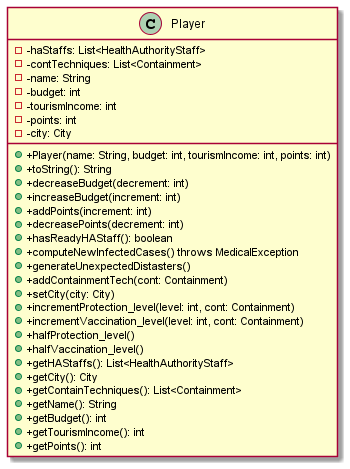 C Player
-haStaffs: List<HealthAuthorityStaff>
-contTechniques: List<Containment>
-name: String
-budget: int
-tourismIncome: int
-points: int
-city: City
+Player(name: String, budget: int, tourismIncome: int, points: int)
+toString(): String
+decreaseBudget(decrement: int)
+increaseBudget(increment: int)
+addPoints(increment: int)
+decreasePoints(decrement: int)
+hasReadyHAStaff(): boolean
+computeNewInfectedCases() throws MedicalException
+generateUnexpectedDistasters()
+addContainmentTech(cont: Containment)
+setCity(city: City)
+incrementProtection_level(level: int, cont: Containment)
+incrementVaccination_level(level: int, cont: Containment)
+halfProtection_level()
+halfVaccination_level()
+getHAStaffs(): List<HealthAuthorityStaff>
+getCity(): City
+getContainTechniques(): List<Containment>
+getName(): String
+getBudget(): int
+getTourismIncome(): int
+getPoints(): int